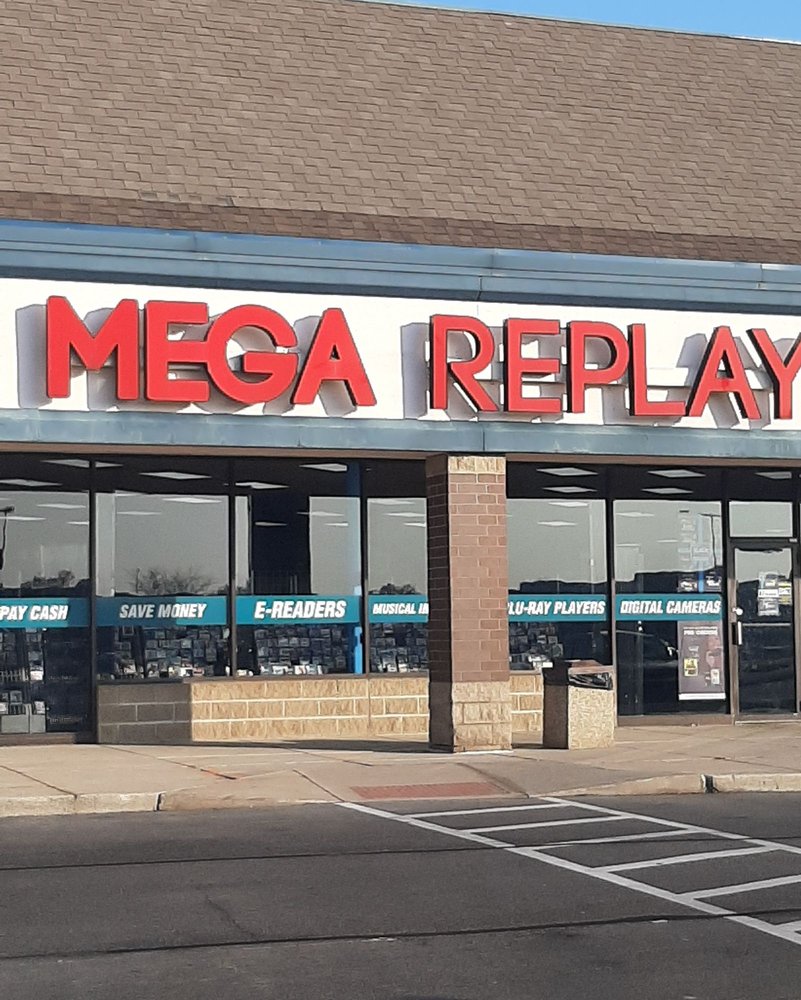 MEGA REPLAY
PAY CASH
SAVE MONEY
E-READERS
MUSICAL
LU-RAY PLAYERS
DIGITAL CAMERAS